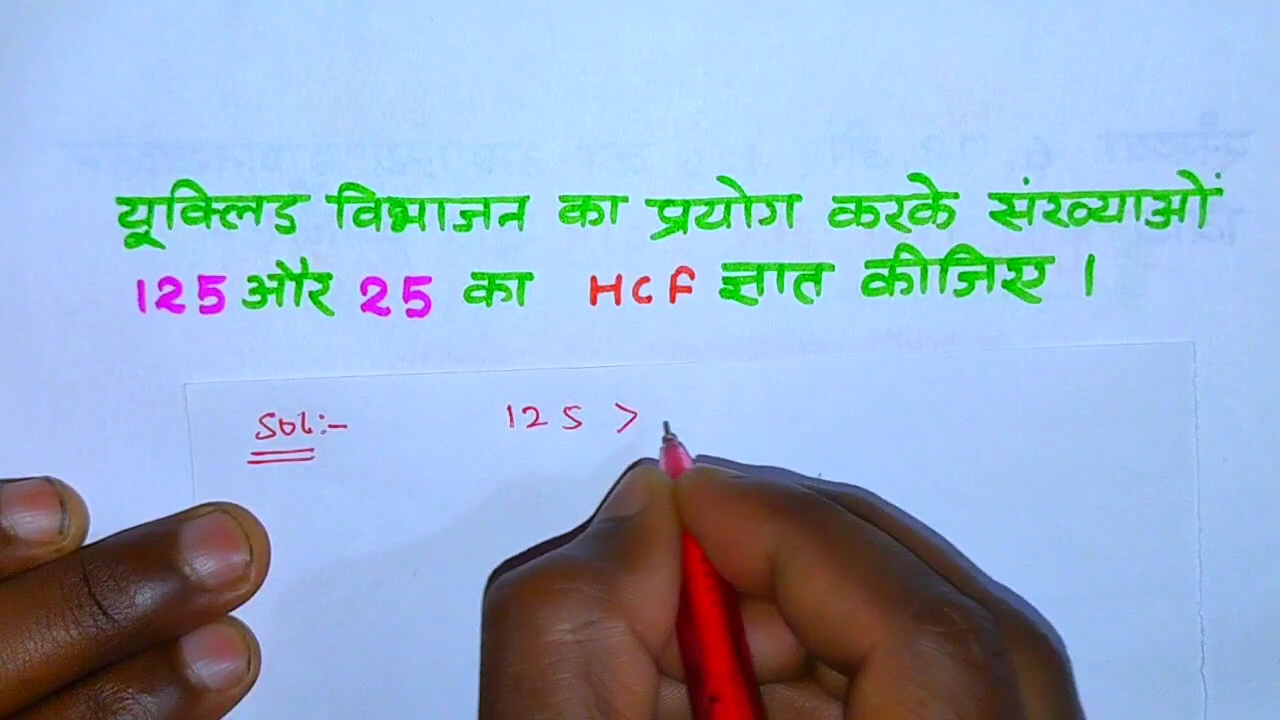 यूक्लिड विभाजन का प्रयोग करके संख्याओं
125 और 25 का HCF ज्ञात कीजिए ।
Sol:- 125 >